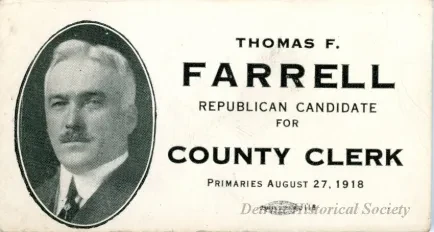 THOMAS F.
FARRELL
REPUBLICAN CANDIDATE
FOR
COUNTY CLERK
PRIMARIES AUGUST 27, 1918
Detroit Historical Society